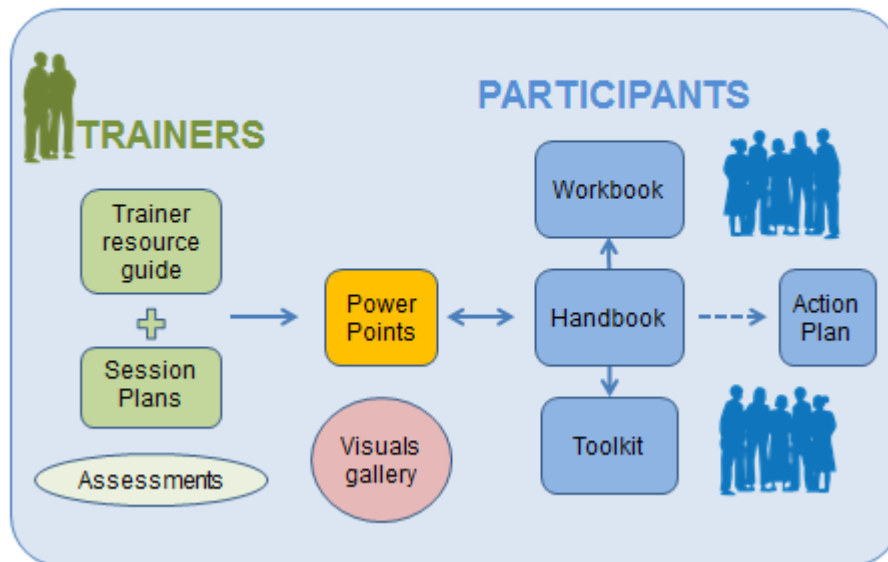 TRAINERS
PARTICIPANTS
Trainer
resource
guide
Session
Plans
Assessments
Power
Points
Visuals
gallery
Workbook
Handbook
Toolkit
Action
Plan